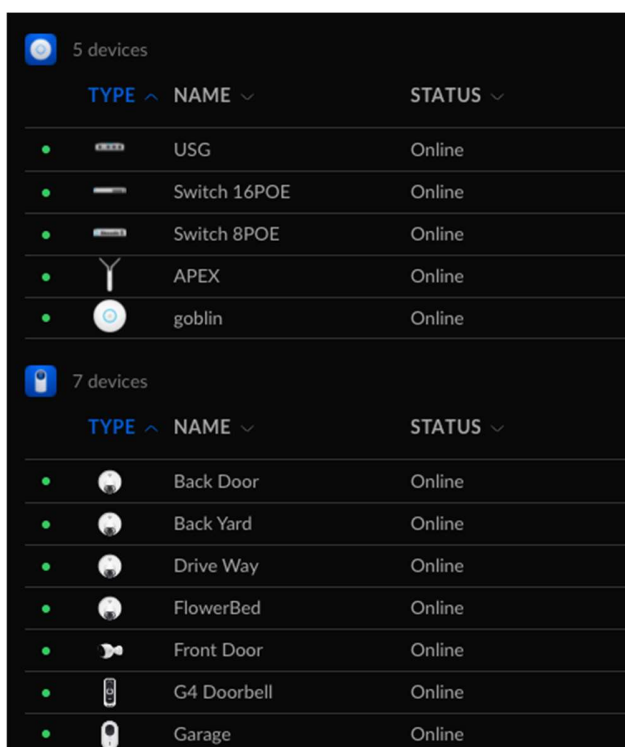 5 devices
TYPE NAME STATUS
USG Online
Switch 16POE Online
Switch 8POE Online
APEX Online
goblin Online
7 devices
TYPE NAME STATUS
Back Door Online
Back Yard Online
Drive Way Online
FlowerBed Online
Front Door Online
G4 Doorbell Online
Garage Online